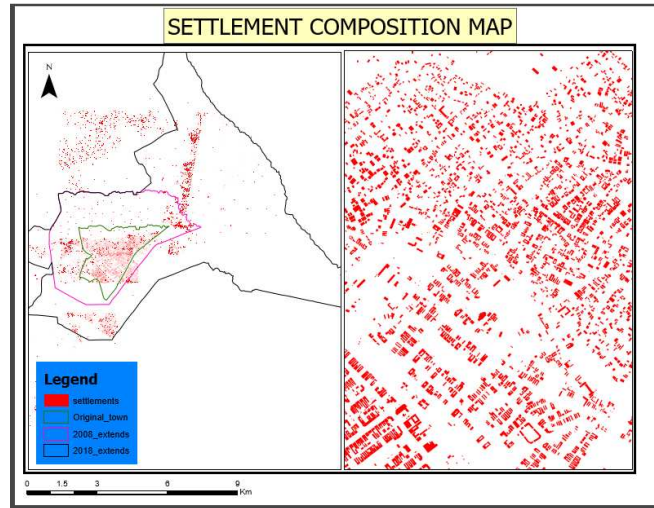 SETTLEMENT COMPOSITION MAP
N
Legend
settlements
Original_town
2008_extends
2018_extends
0 1.5 3 6 9
Km